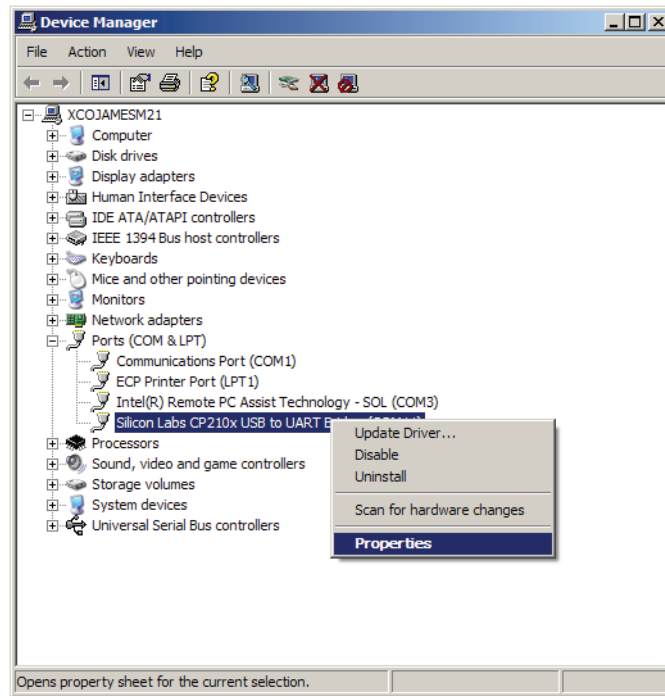 Device Manager
File Action View Help
XCOJAMESM21
Computer
Disk drives
Display adapters
Human Interface Devices
IDE ATA/ATAPI controllers
IEEE 1394 Bus host controllers
Keyboards
Mice and other pointing devices
Monitors
Network adapters
Ports (COM & LPT)
Communications Port (COM1)
ECP Printer Port (LPT1)
Intel(R) Remote PC Assist Technology - SOL (COM3)
Silicon Labs CP210x USB to UART
Processors
Sound, video and game controllers
Storage volumes
System devices
Universal Serial Bus controllers
Update Driver...
Disable
Uninstall
Scan for hardware changes
Properties
Opens property sheet for the current selection.